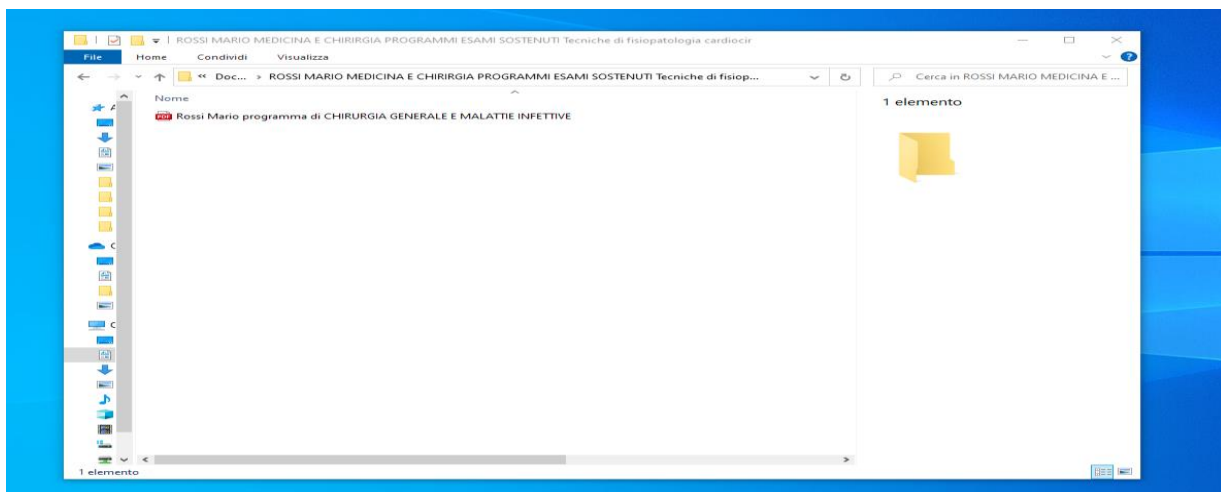 ROSSI MARIO MEDICINA E CHIRIRGIA PROGRAMMI ESAMI SOSTENUTI Tecniche di fisiopatologia cardiocir
File Home Condividi Visualizza
Doc... > ROSSI MARIO MEDICINA E CHIRIRGIA PROGRAMMI ESAMI SOSTENUTI Tecniche di fisiop... Cerca in ROSSI MARIO MEDICINA E ...
Nome
1 elemento
PDF Rossi Mario programma di CHIRURGIA GENERALE E MALATTIE INFETTIVE
1 elemento